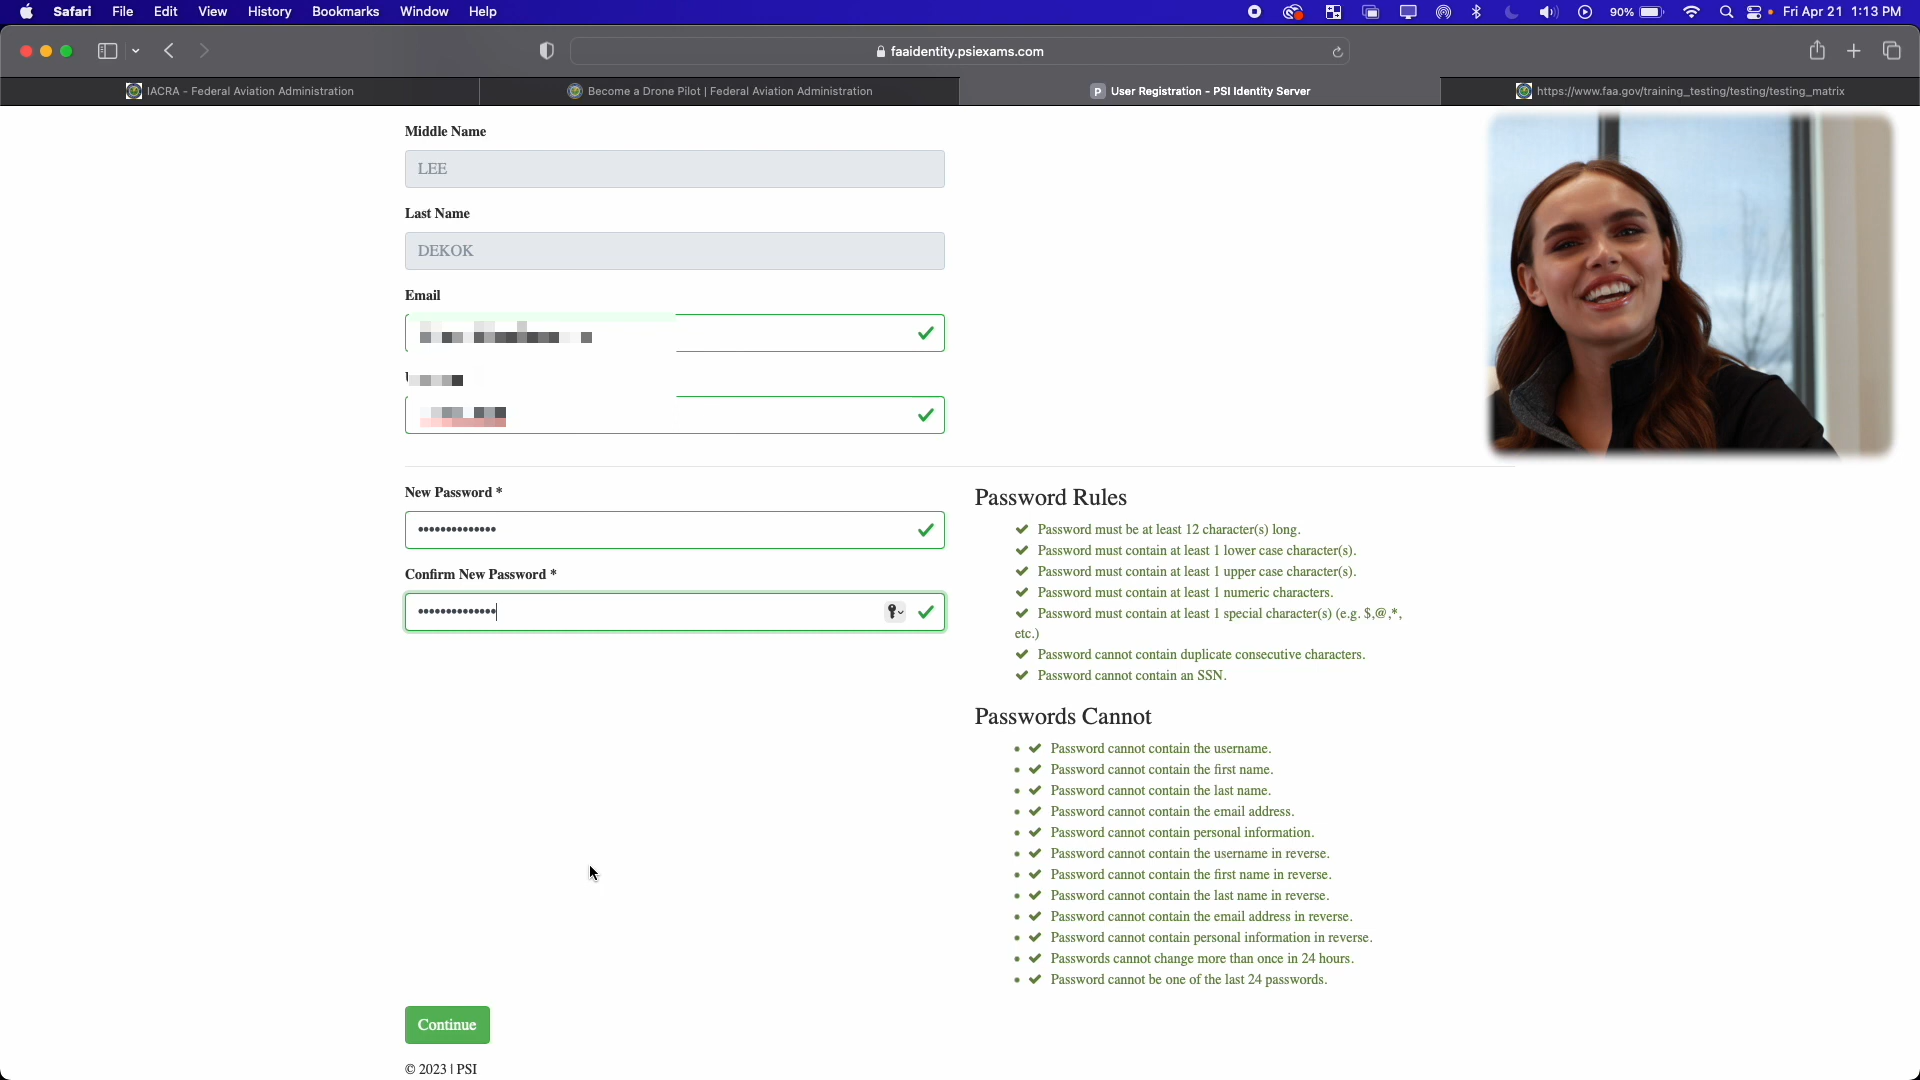 Safari File Edit View History Bookmarks Window Help 90% Fri Apr 21 1:13 PM
faaidentity.psiexams.com
IACRA - Federal Aviation Administration Become a Drone Pilot | Federal Aviation Administration P User Registration - PSI Identity Server https://www.faa.gov/training_testing/testing/testing_matrix
Middle Name
LEE
Last Name
DEKOK
Email
New Password *
••••••••••••••
Confirm New Password *
••••••••••••••
Password Rules
Password must be at least 12 character(s) long.
Password must contain at least 1 lower case character(s).
Password must contain at least 1 upper case character(s).
Password must contain at least 1 numeric characters.
Password must contain at least 1 special character(s) (e.g. $,@,*,
etc.)
Password cannot contain duplicate consecutive characters.
Password cannot contain an SSN.
Passwords Cannot
Password cannot contain the username.
Password cannot contain the first name.
Password cannot contain the last name.
Password cannot contain the email address.
Password cannot contain personal information.
Password cannot contain the username in reverse.
Password cannot contain the first name in reverse.
Password cannot contain the last name in reverse.
Password cannot contain the email address in reverse.
Password cannot contain personal information in reverse.
Passwords cannot change more than once in 24 hours.
Password cannot be one of the last 24 passwords.
Continue
© 2023 | PSI